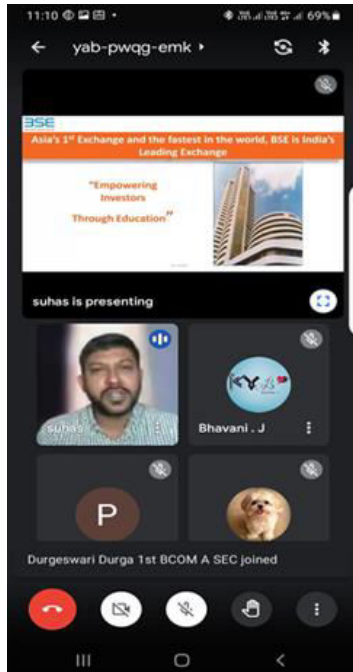 11:10
69%
yab-pwqg-emk
BSE
Asia's 1st Exchange and the fastest in the world, BSE is India's
Leading Exchange
"Empowering
Investors
Through Education"
suhas is presenting
suhas
Bhavani . J
P
Durgeswari Durga 1st BCOM A SEC joined